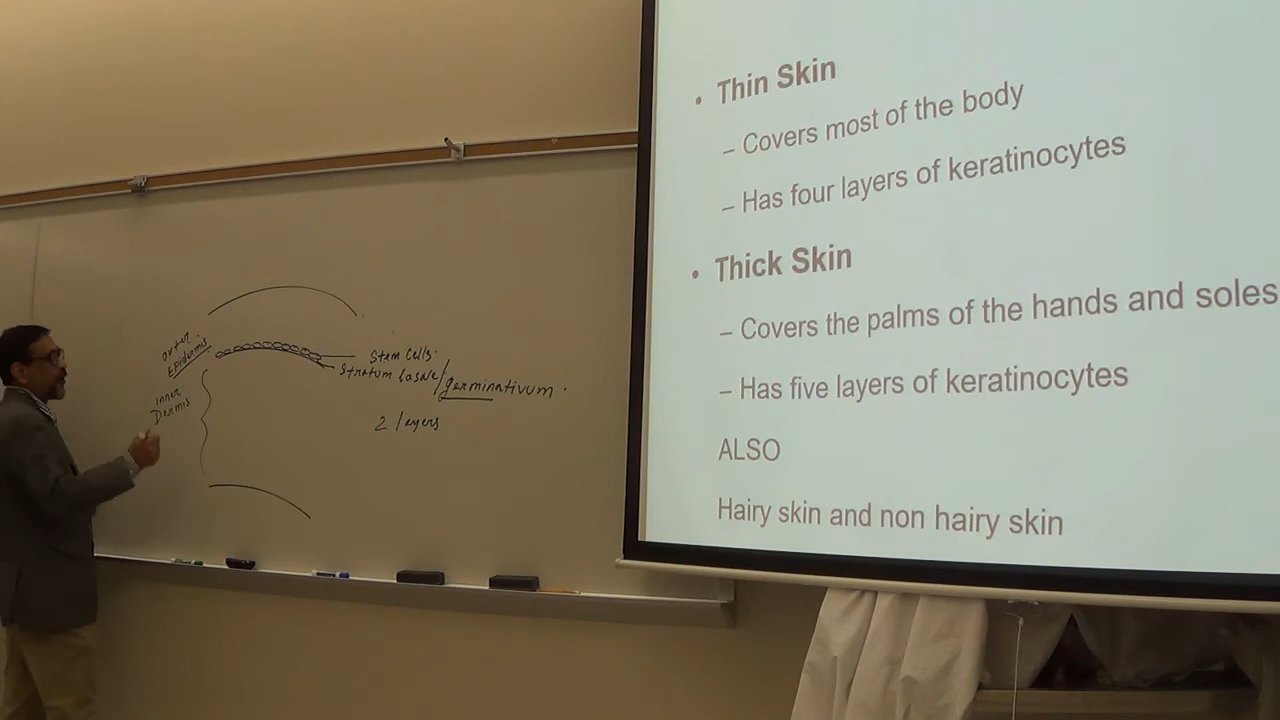 outer
Epidermis
inner
Dermis
Stem Cells
Stratum basale/germinativum
2 layers
• Thin Skin
– Covers most of the body
– Has four layers of keratinocytes
• Thick Skin
– Covers the palms of the hands and soles
– Has five layers of keratinocytes
ALSO
Hairy skin and non hairy skin